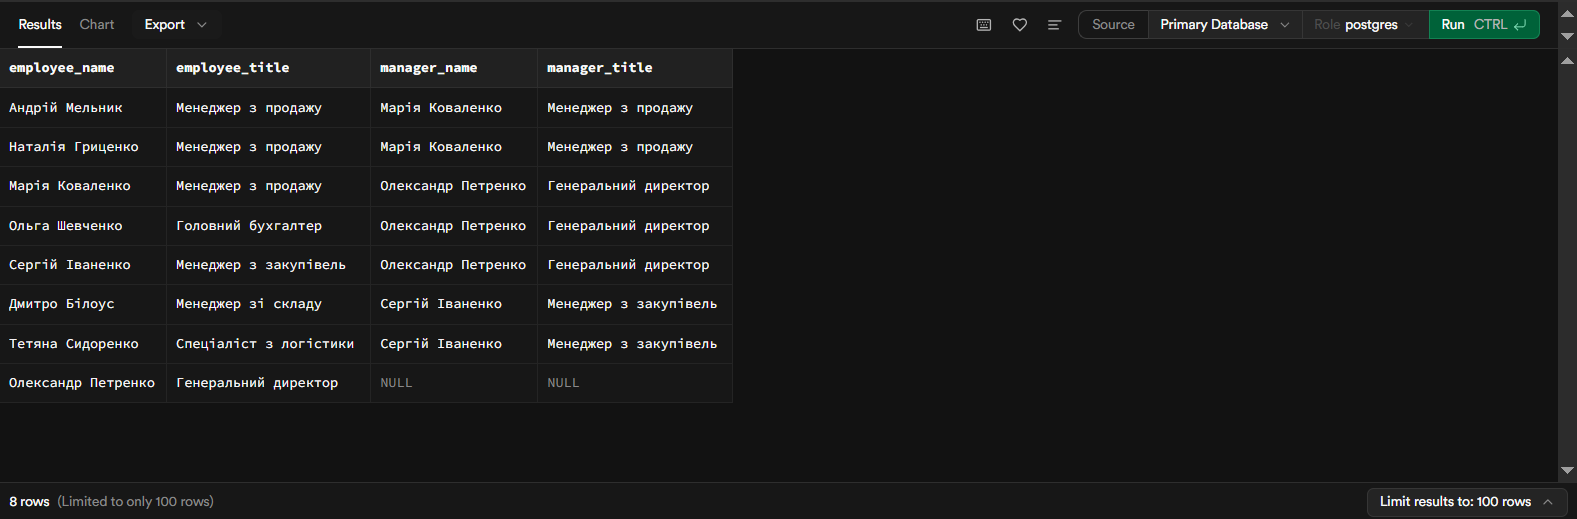 Results Chart Export Source Primary Database Role postgres Run CTRL
employee_name employee_title manager_name manager_title
Андрій Мельник Менеджер з продажу Марія Коваленко Менеджер з продажу
Наталія Гриценко Менеджер з продажу Марія Коваленко Менеджер з продажу
Марія Коваленко Менеджер з продажу Олександр Петренко Генеральний директор
Ольга Шевченко Головний бухгалтер Олександр Петренко Генеральний директор
Сергій Іваненко Менеджер з закупівель Олександр Петренко Генеральний директор
Дмитро Білоус Менеджер зі складу Сергій Іваненко Менеджер з закупівель
Тетяна Сидоренко Спеціаліст з логістики Сергій Іваненко Менеджер з закупівель
Олександр Петренко Генеральний директор NULL NULL
8 rows (Limited to only 100 rows) Limit results to: 100 rows